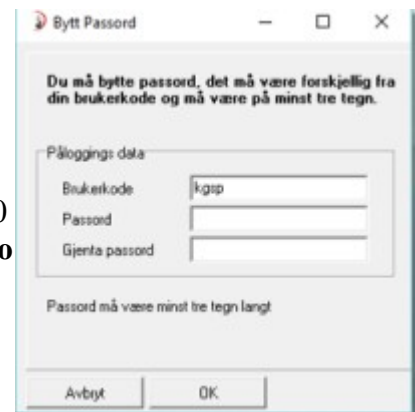 Bytt Passord
Du må bytte passord, det må være forskjellig fra
din brukerkode og må være på minst tre tegn.
Påloggings data
Brukerkode kgsp
)
Passord
o
Gjenta passord
Passord må være minst tre tegn langt
Avbryt OK